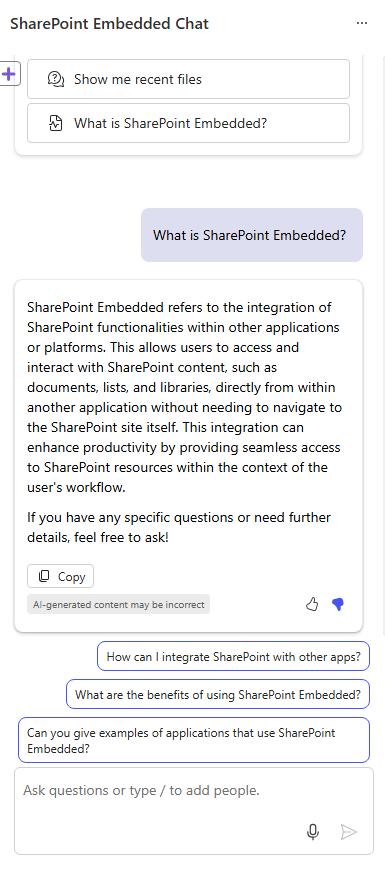 SharePoint Embedded Chat
Show me recent files
What is SharePoint Embedded?
What is SharePoint Embedded?
SharePoint Embedded refers to the integration of
SharePoint functionalities within other applications
or platforms. This allows users to access and
interact with SharePoint content, such as
documents, lists, and libraries, directly from within
another application without needing to navigate to
the SharePoint site itself. This integration can
enhance productivity by providing seamless access
to SharePoint resources within the context of the
user's workflow.
If you have any specific questions or need further
details, feel free to ask!
Copy
AI-generated content may be incorrect
How can I integrate SharePoint with other apps?
What are the benefits of using SharePoint Embedded?
Can you give examples of applications that use SharePoint
Embedded?
Ask questions or type / to add people.